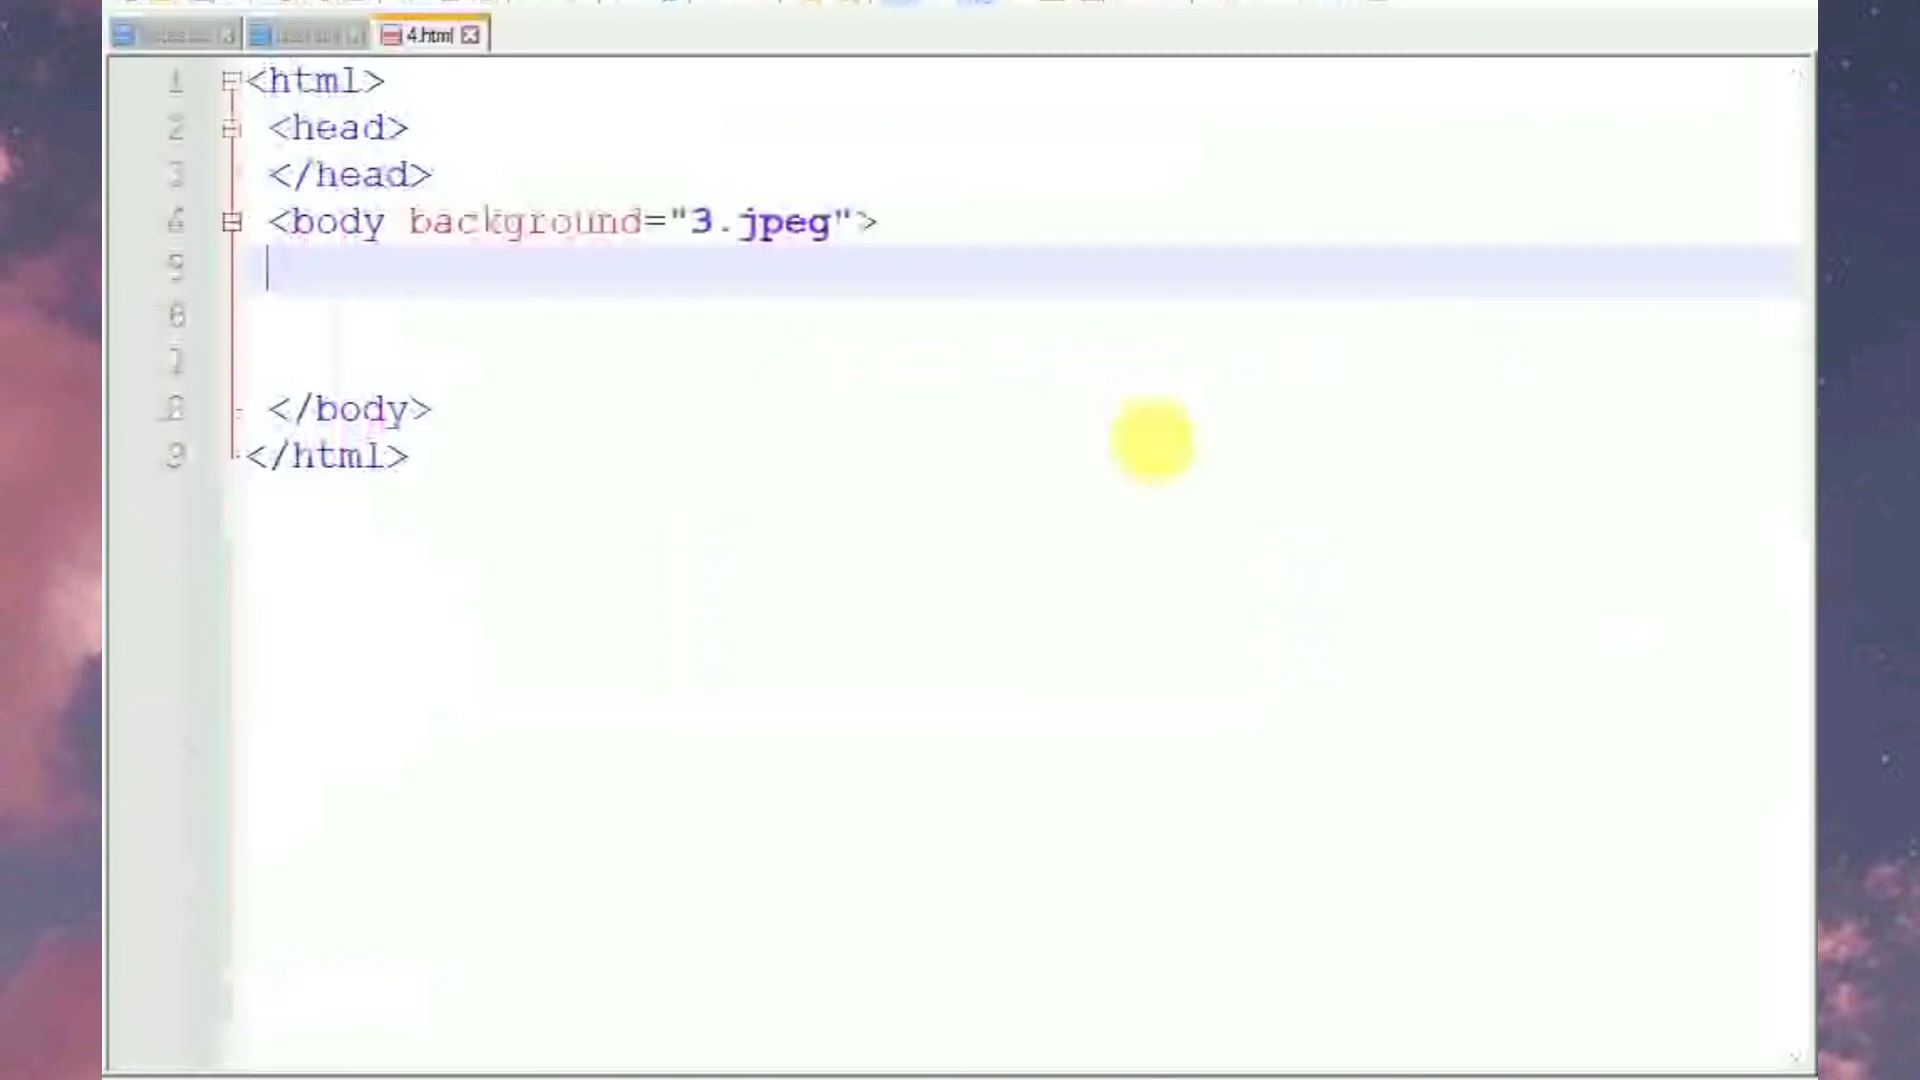 4.html
1 <html>
2 <head>
3 </head>
4 <body background="3.jpeg">
5
6
7
8 </body>
9 </html>